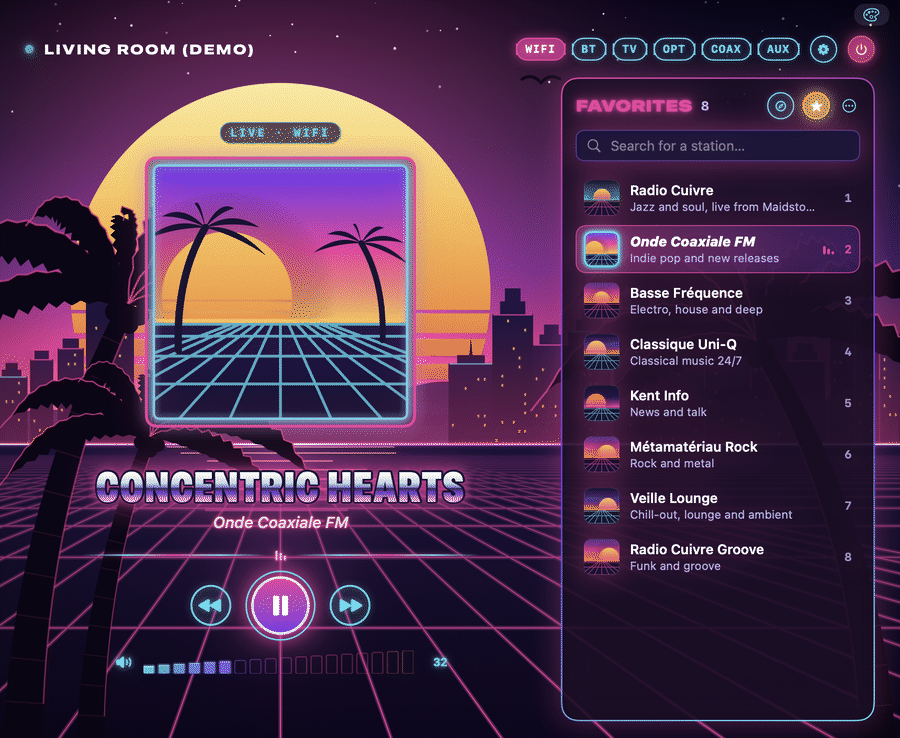 LIVING ROOM (DEMO)
WIFI BT TV OPT COAX AUX
LIVE · WIFI
CONCENTRIC HEARTS
Onde Coaxiale FM
32
FAVORITES 8
Search for a station...
Radio Cuivre
Jazz and soul, live from Maidsto...
1
Onde Coaxiale FM
Indie pop and new releases
2
Basse Fréquence
Electro, house and deep
3
Classique Uni-Q
Classical music 24/7
4
Kent Info
News and talk
5
Métamatériau Rock
Rock and metal
6
Veille Lounge
Chill-out, lounge and ambient
7
Radio Cuivre Groove
Funk and groove
8